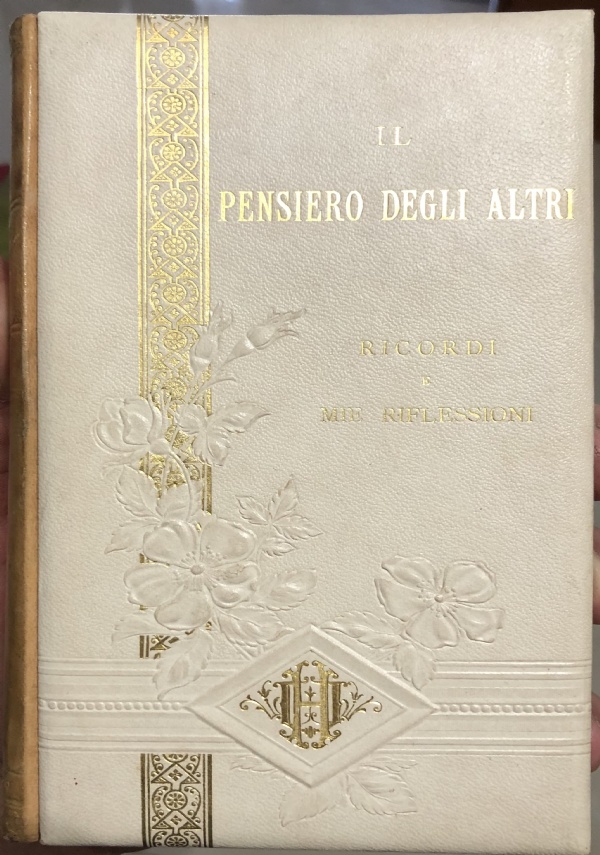 IL
PENSIERO DEGLI ALTRI
RICORDI
E
MIE RIFLESSIONI